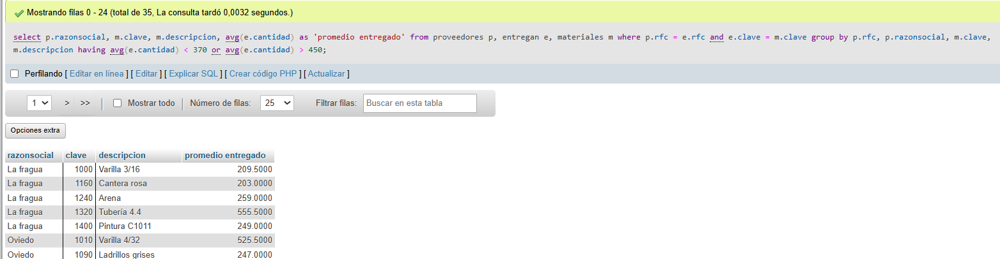 Mostrando filas 0 - 24 (total de 35, La consulta tardó 0,0032 segundos.)
select p.razonsocial, m.clave, m.descripcion, avg(e.cantidad) as 'promedio entregado' from proveedores p, entregan e, materiales m where p.rfc = e.rfc and e.clave = m.clave group by p.rfc, p.razonsocial, m.clave,
m.descripcion having avg(e.cantidad) < 370 or avg(e.cantidad) > 450;
Perfilando [ Editar en línea ] [ Editar ] [ Explicar SQL ] [ Crear código PHP ] [ Actualizar ]
1 > >> | Mostrar todo | Número de filas: 25 Filtrar filas: Buscar en esta tabla
Opciones extra
razonsocial clave descripcion promedio entregado
La fragua 1000 Varilla 3/16 209.5000
La fragua 1160 Cantera rosa 203.0000
La fragua 1240 Arena 259.0000
La fragua 1320 Tubería 4.4 555.5000
La fragua 1400 Pintura C1011 249.0000
Oviedo 1010 Varilla 4/32 525.5000
Oviedo 1090 Ladrillos grises 247.0000